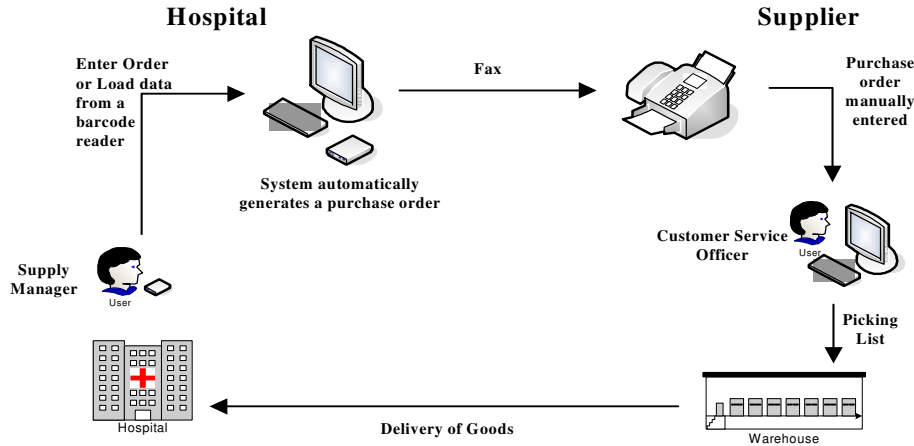 Hospital
Supplier
Enter Order
or Load data
from a
barcode
reader
Fax
Purchase
order
manually
entered
System automatically
generates a purchase order
Customer Service
Officer
User
Supply
Manager
User
Picking
List
Hospital
Delivery of Goods
Warehouse